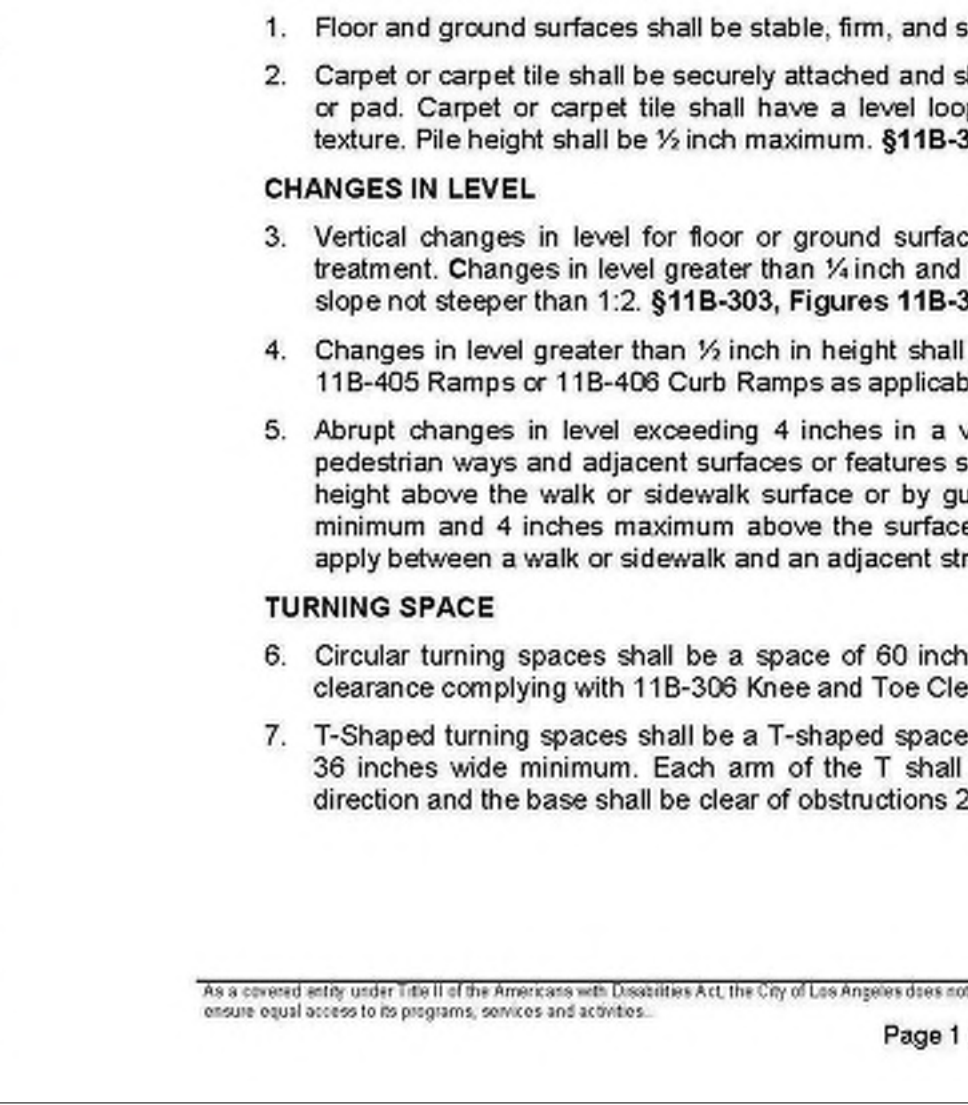 1. Floor and ground surfaces shall be stable, firm, and s
2. Carpet or carpet tile shall be securely attached and s
or pad. Carpet or carpet tile shall have a level loop
texture. Pile height shall be ½ inch maximum. §11B-3
CHANGES IN LEVEL
3. Vertical changes in level for floor or ground surfac
treatment. Changes in level greater than ¼ inch and
slope not steeper than 1:2. §11B-303, Figures 11B-3
4. Changes in level greater than ½ inch in height shall
11B-405 Ramps or 11B-406 Curb Ramps as applicab
5. Abrupt changes in level exceeding 4 inches in a v
pedestrian ways and adjacent surfaces or features s
height above the walk or sidewalk surface or by gu
minimum and 4 inches maximum above the surface
apply between a walk or sidewalk and an adjacent str
TURNING SPACE
6. Circular turning spaces shall be a space of 60 inch
clearance complying with 11B-306 Knee and Toe Cle
7. T-Shaped turning spaces shall be a T-shaped space
36 inches wide minimum. Each arm of the T shall
direction and the base shall be clear of obstructions 2
As a covered entity under Title II of the Americans with Disabilities Act, the City of Los Angeles does not
ensure equal access to its programs, services and activities.
Page 1